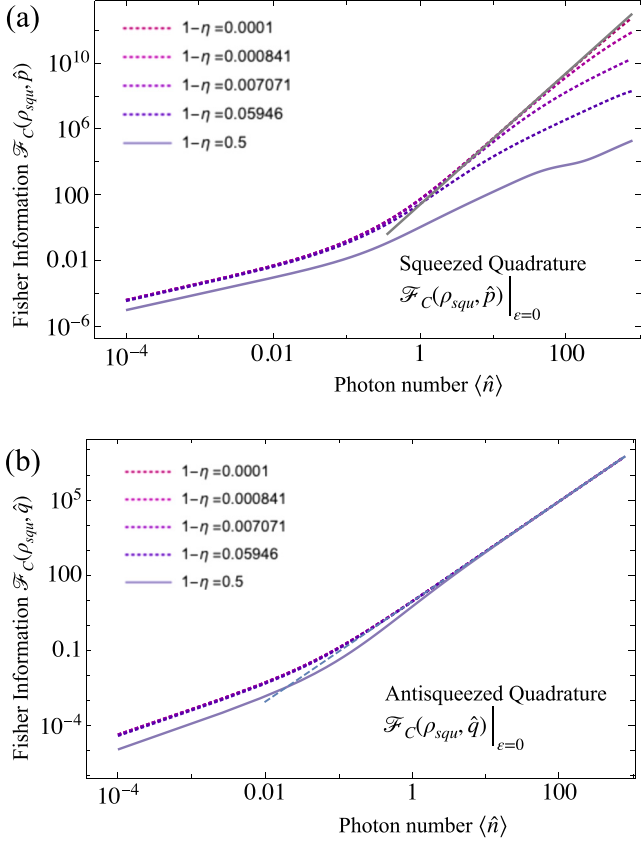 (a)
1−η=0.0001
1−η=0.000841
1−η=0.007071
1−η=0.05946
1−η=0.5
Fisher Information ℱ_C(ρ_squ, p̂)
10^10
10^6
100
0.01
10^−6
Squeezed Quadrature
ℱ_C(ρ_squ, p̂)|_ε=0
10^−4
0.01
1
100
Photon number ⟨n̂⟩
(b)
1−η=0.0001
1−η=0.000841
1−η=0.007071
1−η=0.05946
1−η=0.5
Fisher Information ℱ_C(ρ_squ, q̂)
10^5
100
0.1
10^−4
Antisqueezed Quadrature
ℱ_C(ρ_squ, q̂)|_ε=0
10^−4
0.01
1
100
Photon number ⟨n̂⟩